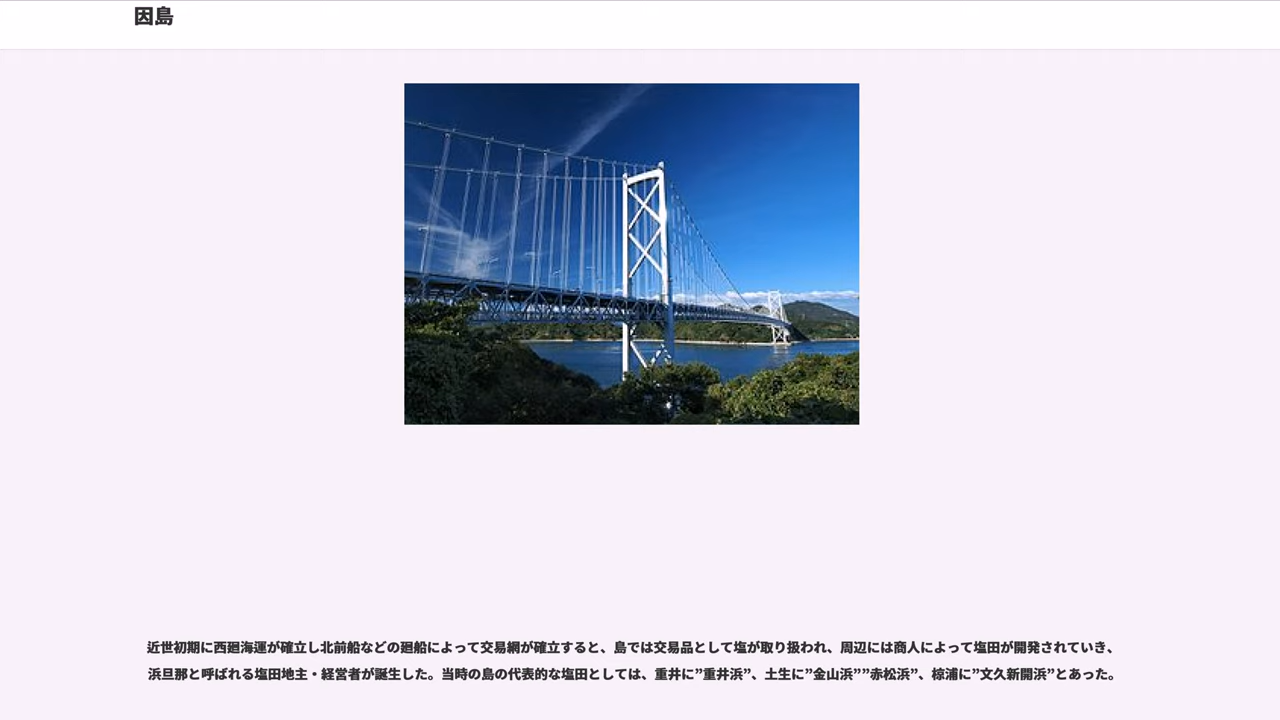 因島
近世初期に西廻海運が確立し北前船などの廻船によって交易網が確立すると、島では交易品として塩が取り扱われ、周辺には商人によって塩田が開発されていき、
浜旦那と呼ばれる塩田地主・経営者が誕生した。当時の島の代表的な塩田としては、重井に”重井浜”、土生に”金山浜””赤松浜”、椋浦に”文久新開浜”とあった。